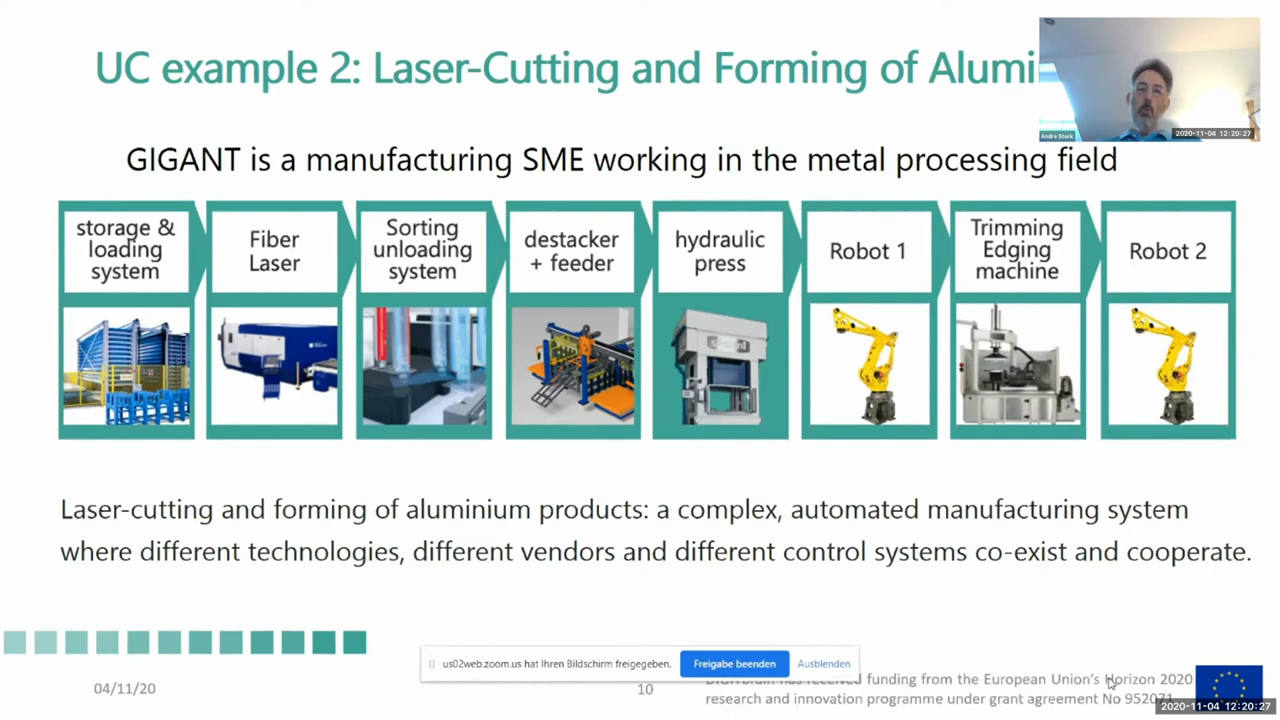 UC example 2: Laser-Cutting and Forming of Alumi
Andre Stork
2020-11-04 12:20:27
GIGANT is a manufacturing SME working in the metal processing field
storage &
loading
system
Fiber
Laser
Sorting
unloading
system
destacker
+ feeder
hydraulic
press
Robot 1
Trimming
Edging
machine
Robot 2
Laser-cutting and forming of aluminium products: a complex, automated manufacturing system
where different technologies, different vendors and different control systems co-exist and cooperate.
us02web.zoom.us hat Ihren Bildschirm freigegeben.
Freigabe beenden
Ausblenden
04/11/20
10
has received funding from the European Union's Horizon 2020
research and innovation programme under grant agreement No 952071
2020-11-04 12:20:27